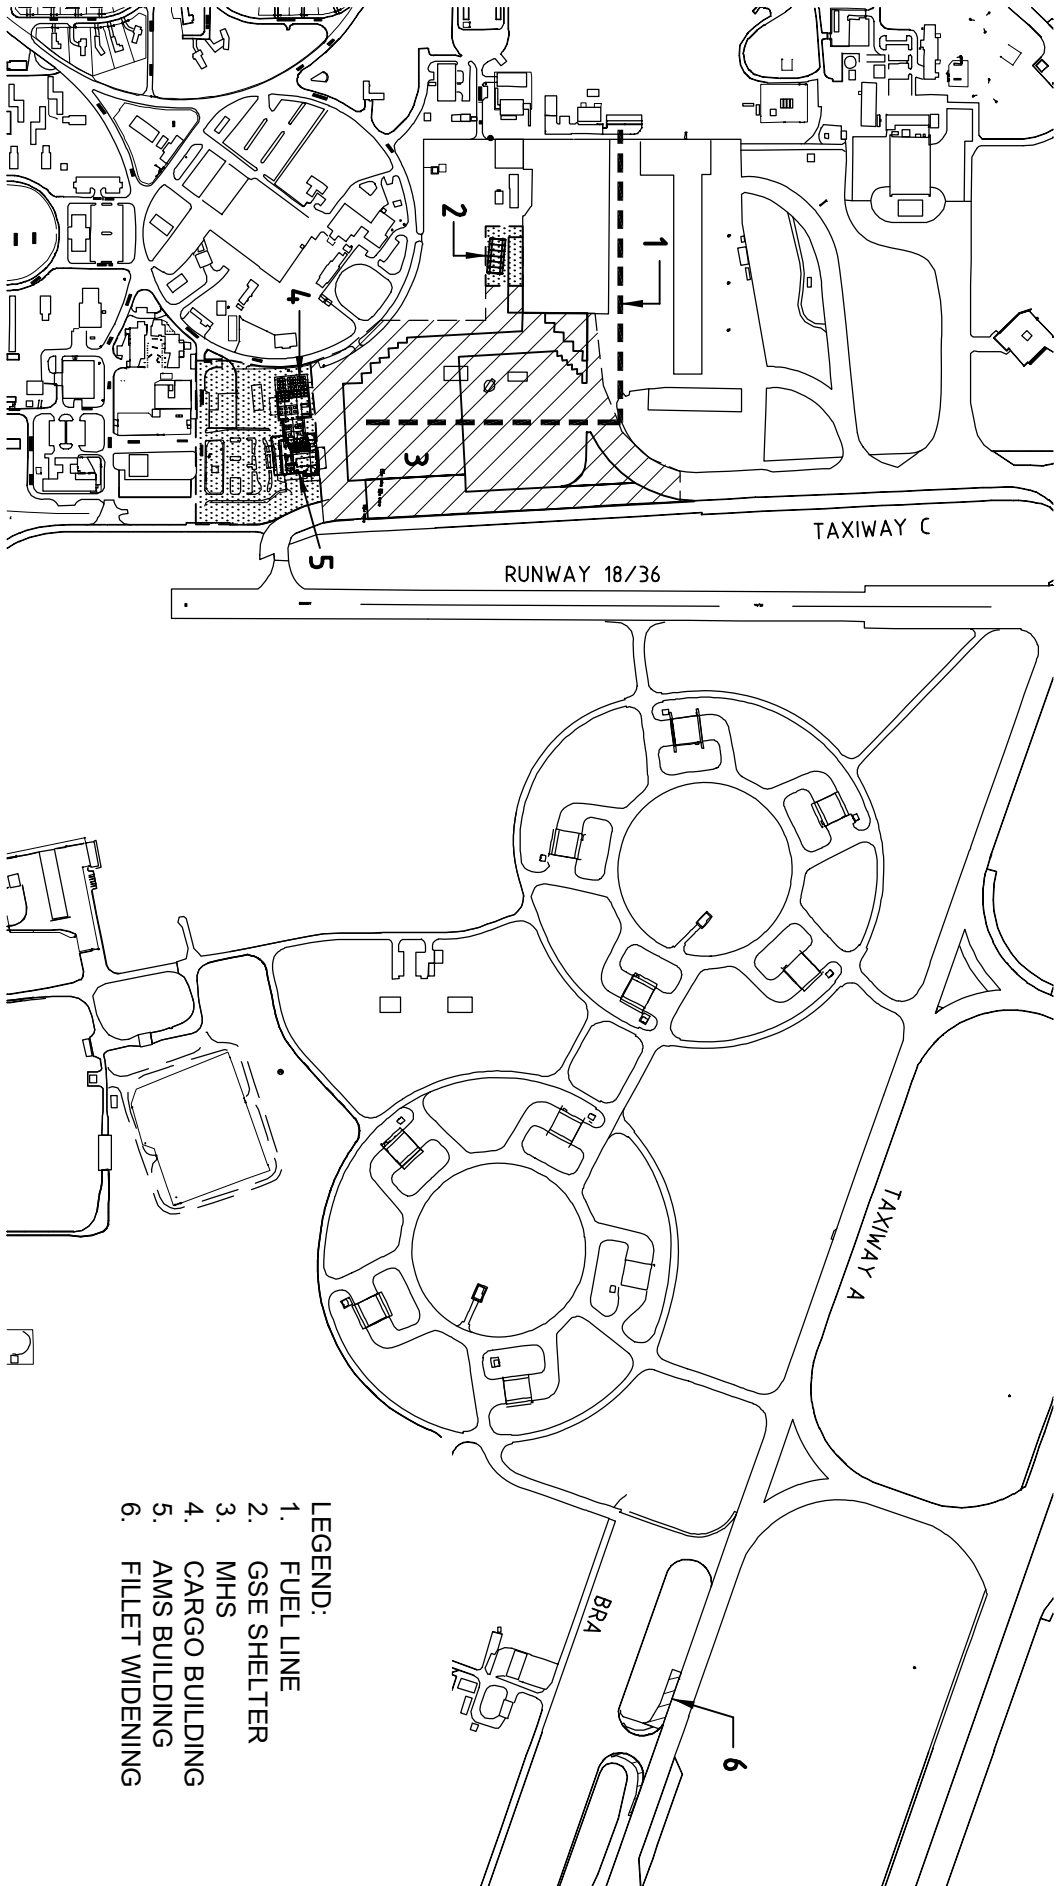 2
1
4
3
5
TAXIWAY C
RUNWAY 18/36
TAXIWAY A
LEGEND:
1. FUEL LINE
2. GSE SHELTER
3. MHS
4. CARGO BUILDING
5. AMS BUILDING
6. FILLET WIDENING
BRA
6